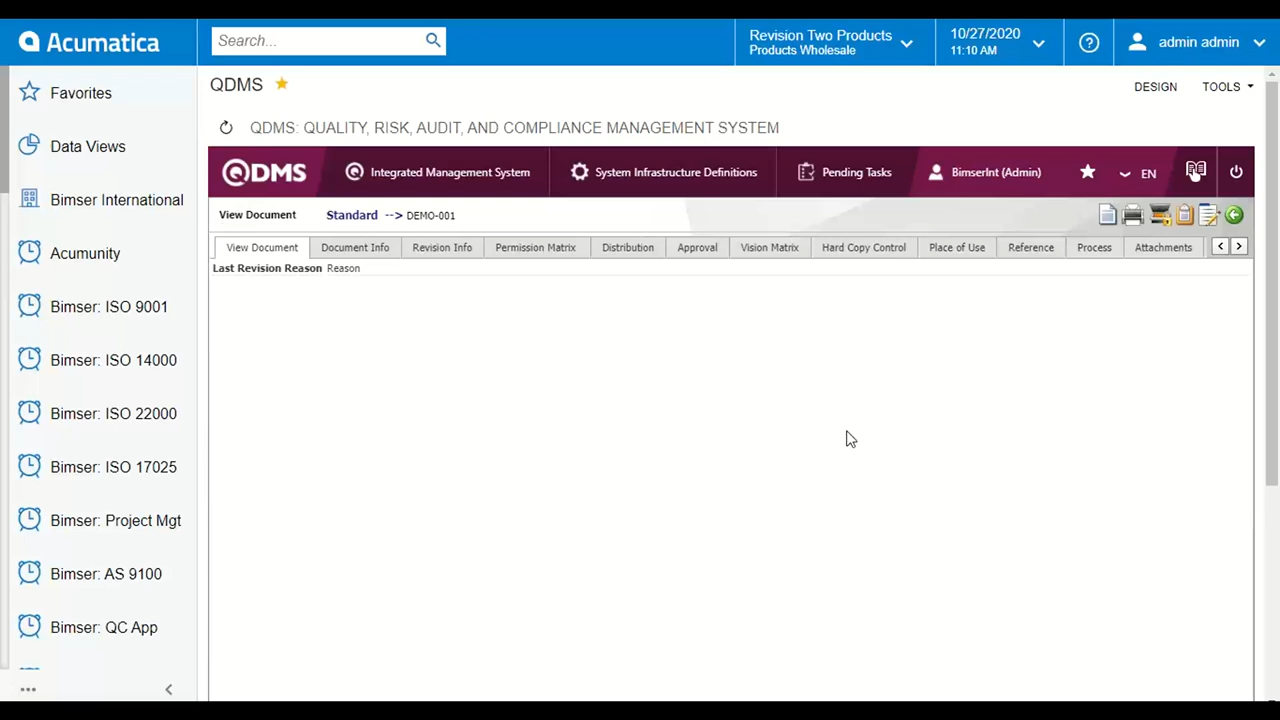 Acumatica
Search...
Revision Two Products
Products Wholesale
10/27/2020
11:10 AM
admin admin
Favorites
Data Views
Bimser International
Acumunity
Bimser: ISO 9001
Bimser: ISO 14000
Bimser: ISO 22000
Bimser: ISO 17025
Bimser: Project Mgt
Bimser: AS 9100
Bimser: QC App
QDMS
DESIGN
TOOLS
QDMS: QUALITY, RISK, AUDIT, AND COMPLIANCE MANAGEMENT SYSTEM
QDMS
Integrated Management System
System Infrastructure Definitions
Pending Tasks
BimserInt (Admin)
EN
View Document
Standard --> DEMO-001
View Document
Document Info
Revision Info
Permission Matrix
Distribution
Approval
Vision Matrix
Hard Copy Control
Place of Use
Reference
Process
Attachments
Last Revision Reason Reason